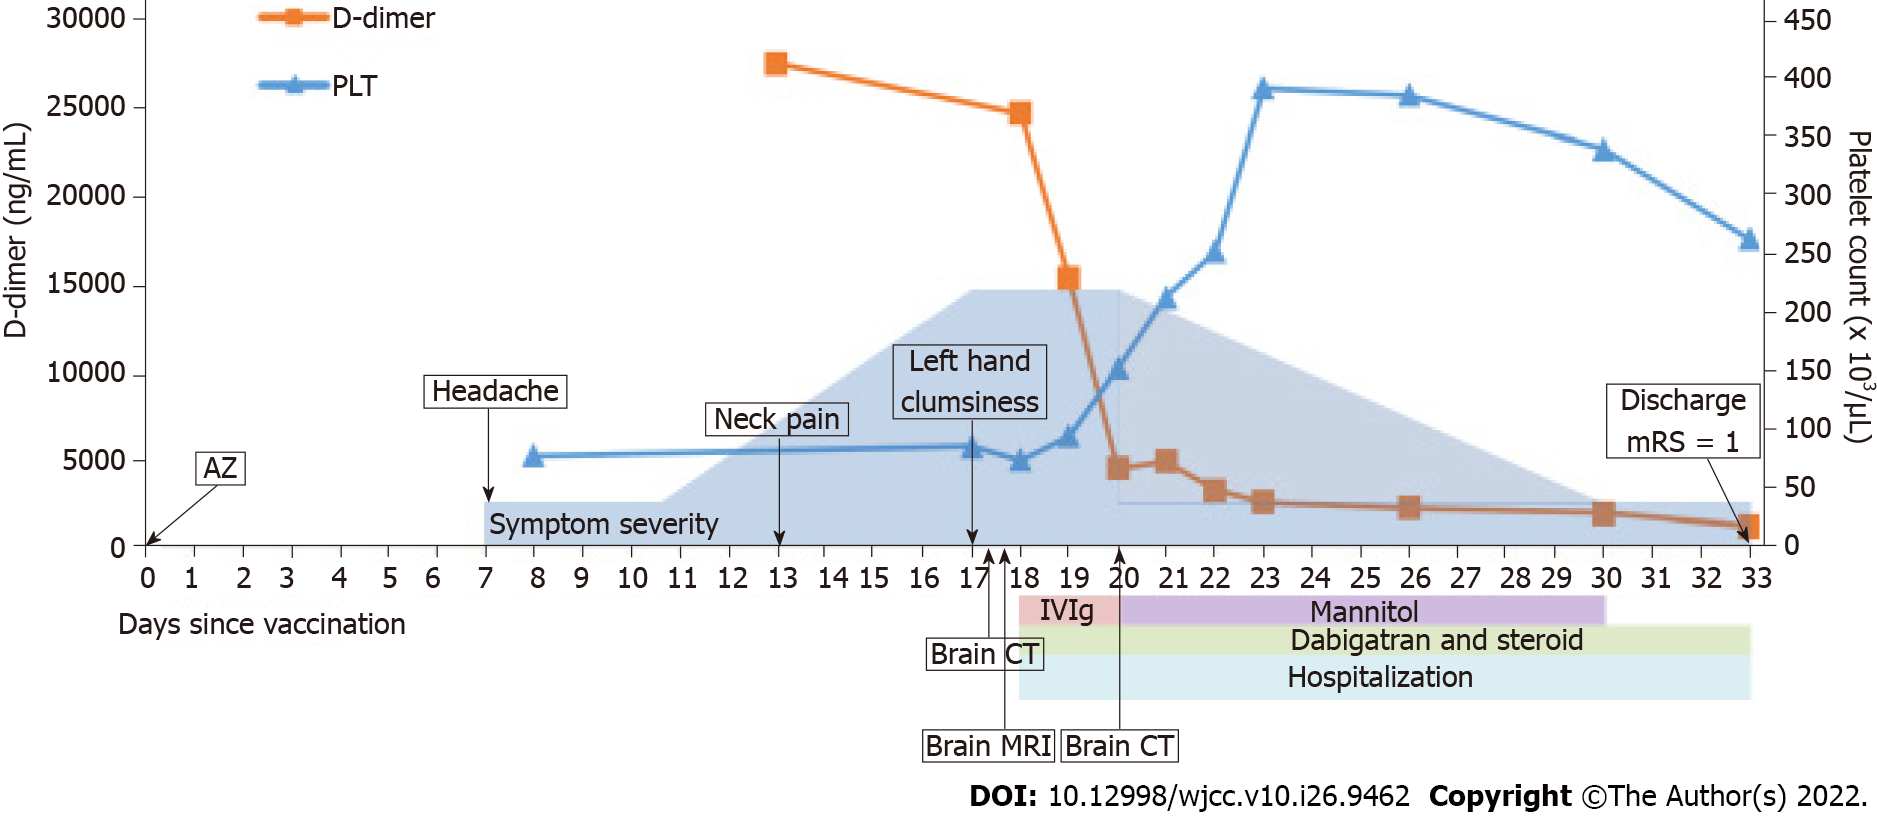 D-dimer
PLT
30000
25000
20000
15000
10000
5000
0
D-dimer (ng/mL)
450
400
350
300
250
200
150
100
50
0
Platelet count (x 10³/µL)
AZ
Headache
Neck pain
Left hand
clumsiness
Discharge
mRS = 1
Symptom severity
0 1 2 3 4 5 6 7 8 9 10 11 12 13 14 15 16 17 18 19 20 21 22 23 24 25 26 27 28 29 30 31 32 33
Days since vaccination
IVIg
Mannitol
Dabigatran and steroid
Brain CT
Hospitalization
Brain MRI
Brain CT
DOI: 10.12998/wjcc.v10.i26.9462 Copyright ©The Author(s) 2022.